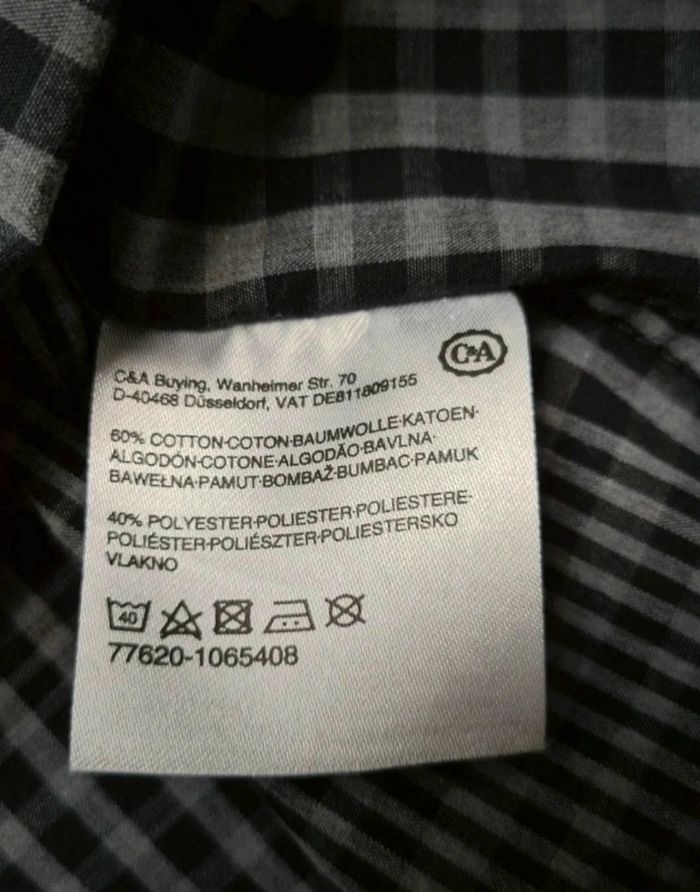 C&A
C&A Buying, Wanheimer Str. 70
D-40468 Düsseldorf, VAT DE811809155
60% COTTON·COTON·BAUMWOLLE·KATOEN·
ALGODÓN·COTONE·ALGODÃO·BAVLNA·
BAWEŁNA·PAMUT·BOMBAŽ·BUMBAC·PAMUK
40% POLYESTER·POLIESTER·POLIESTERE·
POLIÉSTER·POLIÉSZTER·POLIESTERSKO
VLAKNO
40
77620-1065408